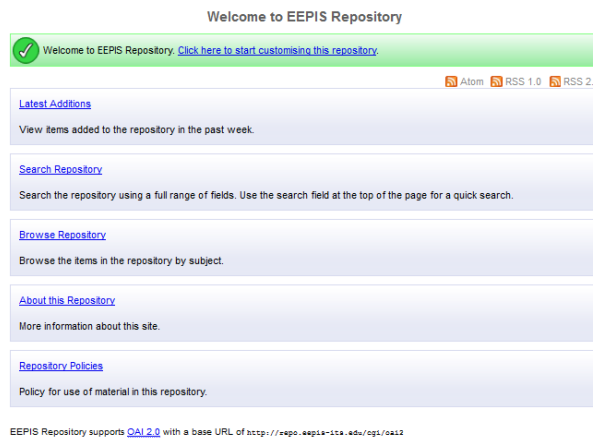 Welcome to EEPIS Repository
Welcome to EEPIS Repository. Click here to start customising this repository.
Atom RSS 1.0 RSS 2.
Latest Additions
View items added to the repository in the past week.
Search Repository
Search the repository using a full range of fields. Use the search field at the top of the page for a quick search.
Browse Repository
Browse the items in the repository by subject.
About this Repository
More information about this site.
Repository Policies
Policy for use of material in this repository.
EEPIS Repository supports OAI 2.0 with a base URL of http://repo.eepis-its.edu/cgi/oai2